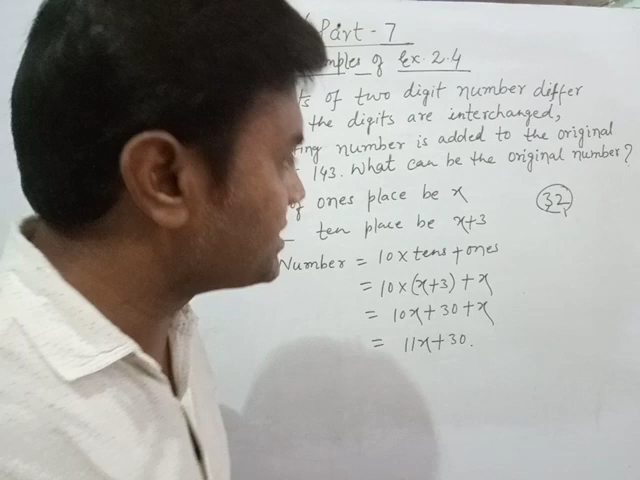 Part - 7
mples of Ex. 2.4
ts of two digit number differ
the digits are interchanged,
ting number is added to the original
143. What can be the original number?
of ones place be x
32
ten place be x+3
Number = 10 x tens + ones
= 10 x (x+3) + x
= 10x + 30 + x
= 11x + 30.